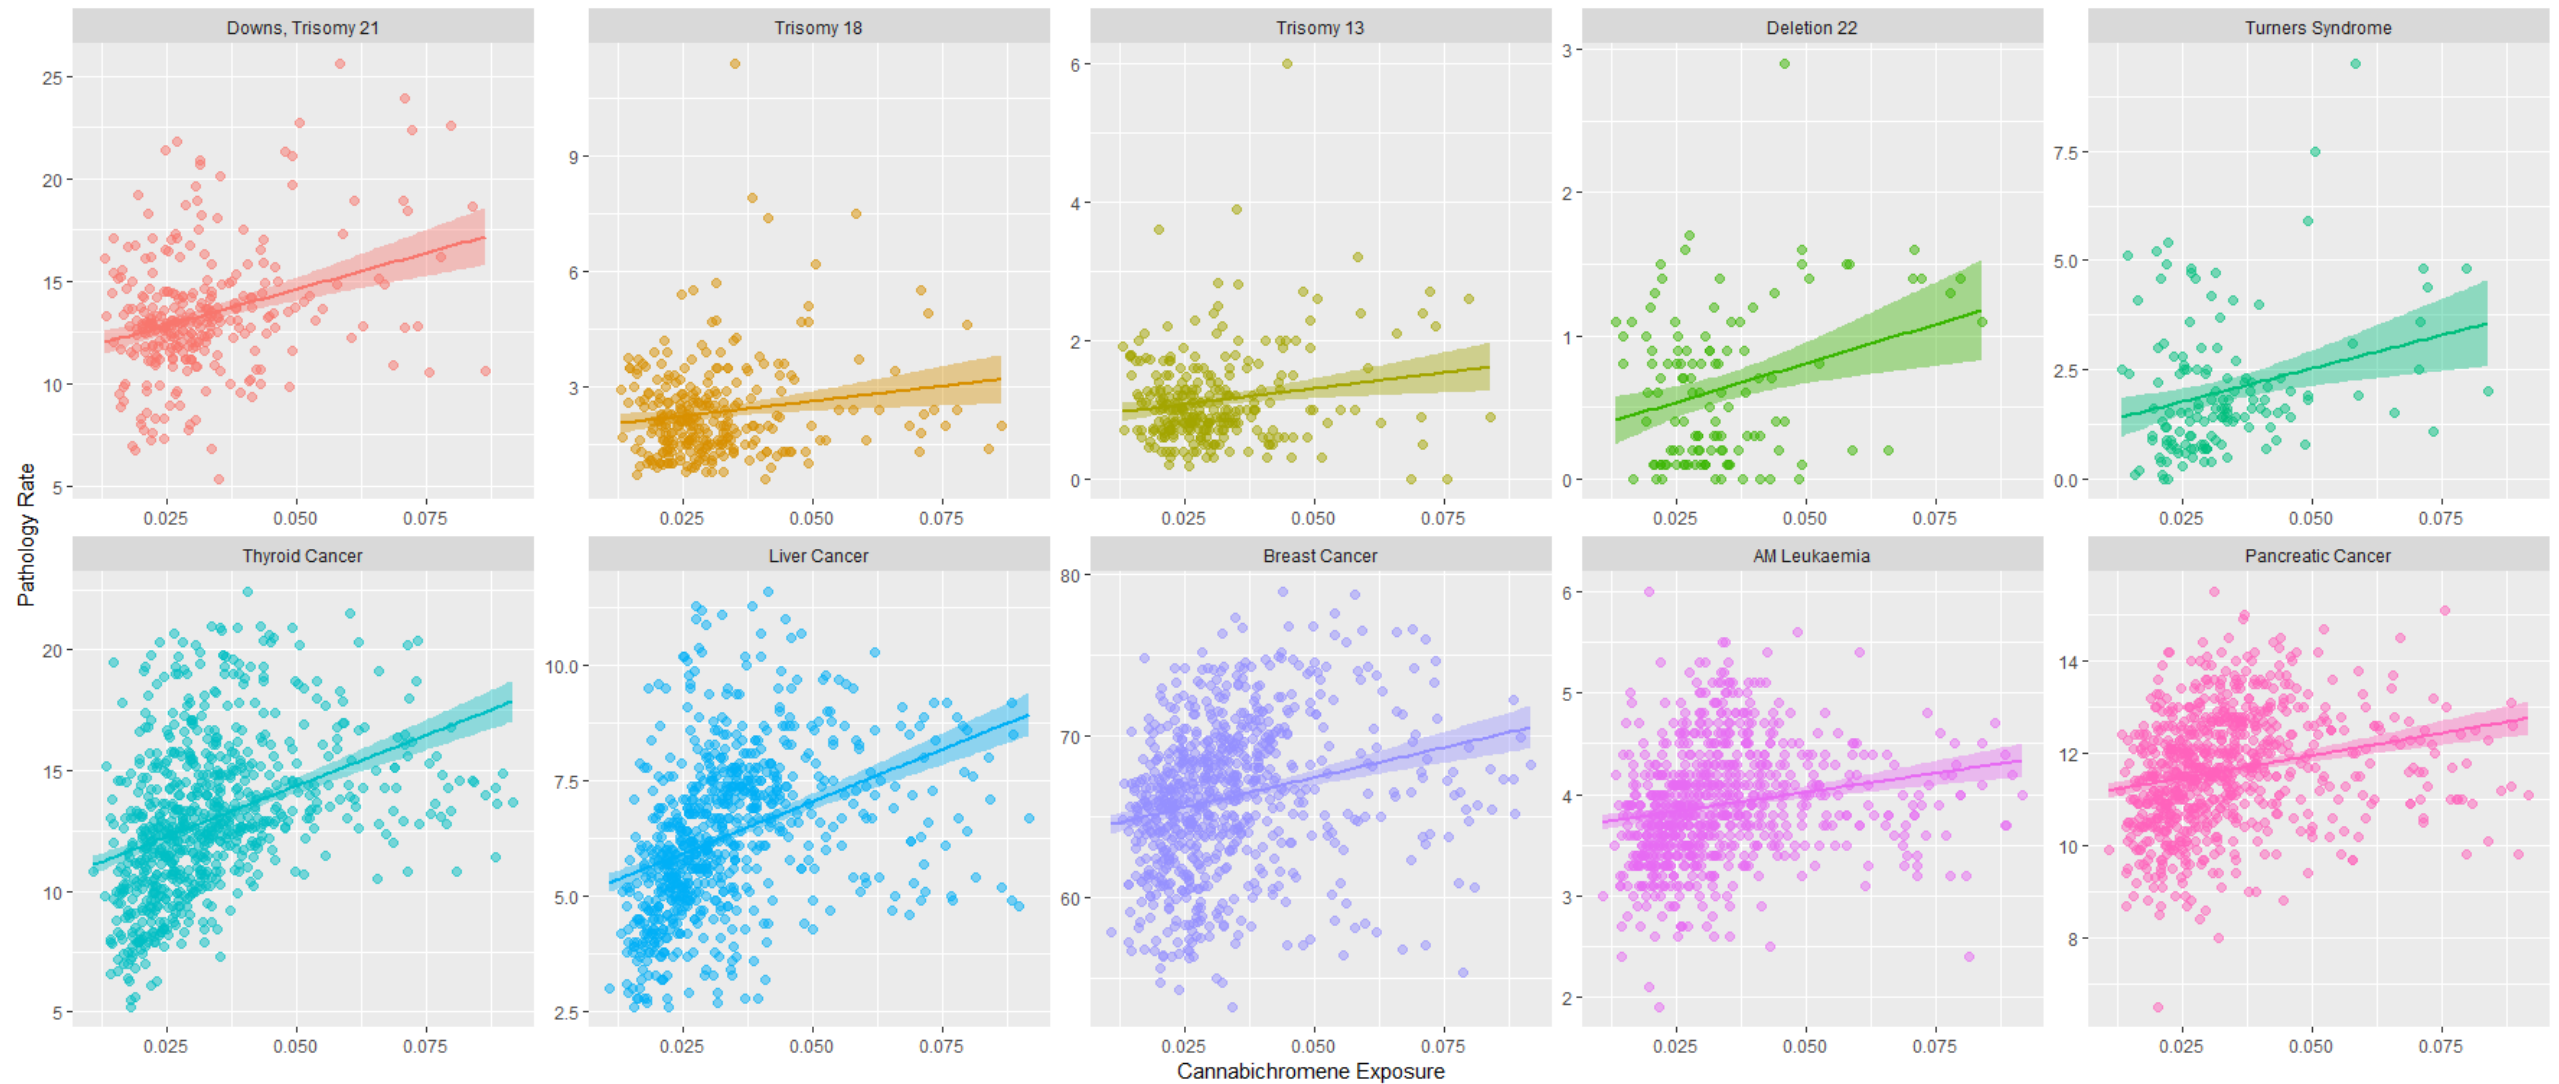 Downs, Trisomy 21
Trisomy 18
Trisomy 13
Deletion 22
Turners Syndrome
25
20
15
10
5
9
6
3
6
4
2
0
3
2
1
0
7.5
5.0
2.5
0.0
0.025 0.050 0.075
0.025 0.050 0.075
0.025 0.050 0.075
0.025 0.050 0.075
0.025 0.050 0.075
Pathology Rate
Thyroid Cancer
Liver Cancer
Breast Cancer
AM Leukaemia
Pancreatic Cancer
20
15
10
5
10.0
7.5
5.0
2.5
80
70
60
6
5
4
3
2
14
12
10
8
0.025 0.050 0.075
0.025 0.050 0.075
0.025 0.050 0.075
0.025 0.050 0.075
0.025 0.050 0.075
Cannabichromene Exposure